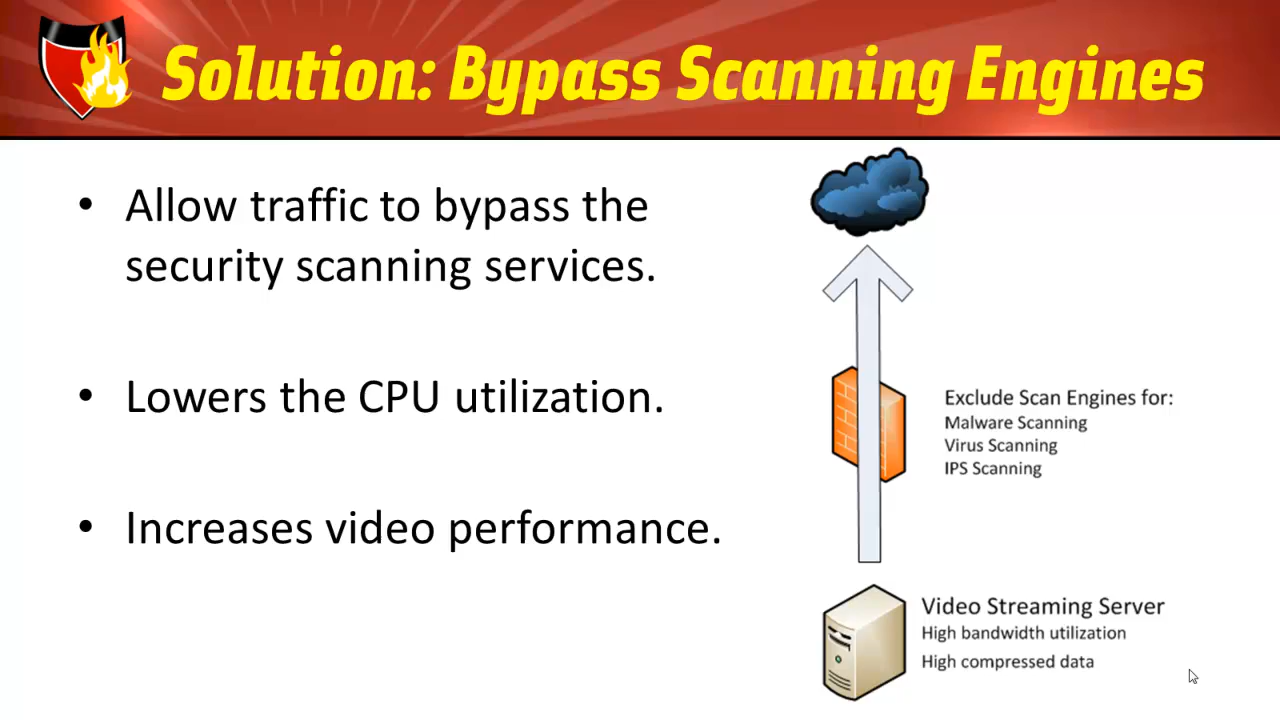 Solution: Bypass Scanning Engines
• Allow traffic to bypass the
security scanning services.
• Lowers the CPU utilization.
• Increases video performance.
Exclude Scan Engines for:
Malware Scanning
Virus Scanning
IPS Scanning
Video Streaming Server
High bandwidth utilization
High compressed data